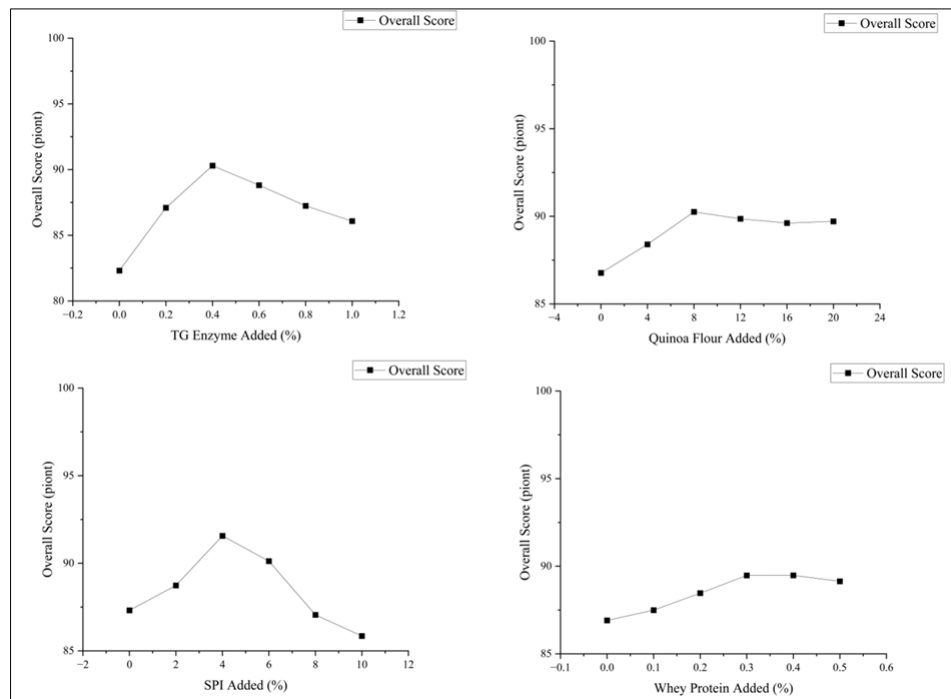 Overall Score
100
95
90
85
80
Overall Score (piont)
−0.2 0.0 0.2 0.4 0.6 0.8 1.0 1.2
TG Enzyme Added (%)
Overall Score
100
95
90
85
Overall Score (piont)
−4 0 4 8 12 16 20 24
Quinoa Flour Added (%)
Overall Score
100
95
90
85
Overall Score (piont)
−2 0 2 4 6 8 10 12
SPI Added (%)
Overall Score
100
95
90
85
Overall Score (piont)
−0.1 0.0 0.1 0.2 0.3 0.4 0.5 0.6
Whey Protein Added (%)